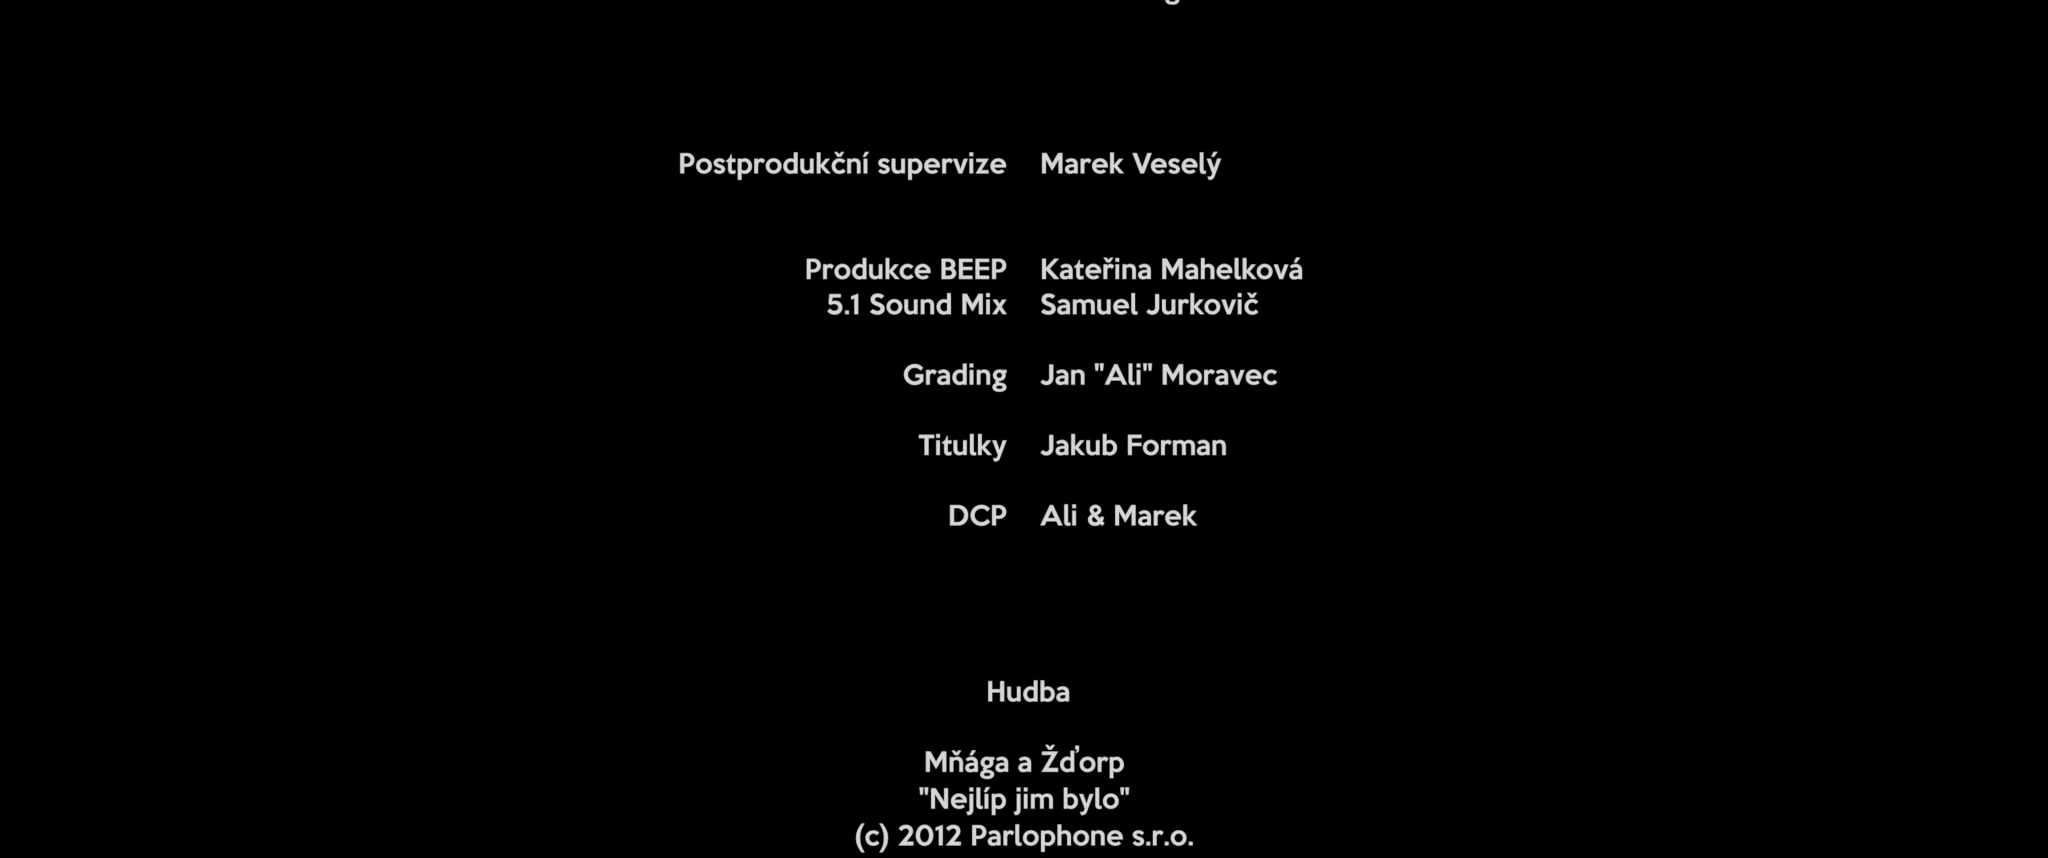 Postprodukční supervize Marek Veselý
Produkce BEEP Kateřina Mahelková
5.1 Sound Mix Samuel Jurkovič
Grading Jan "Ali" Moravec
Titulky Jakub Forman
DCP Ali & Marek
Hudba
Mňága a Žďorp
"Nejlíp jim bylo"
(c) 2012 Parlophone s.r.o.